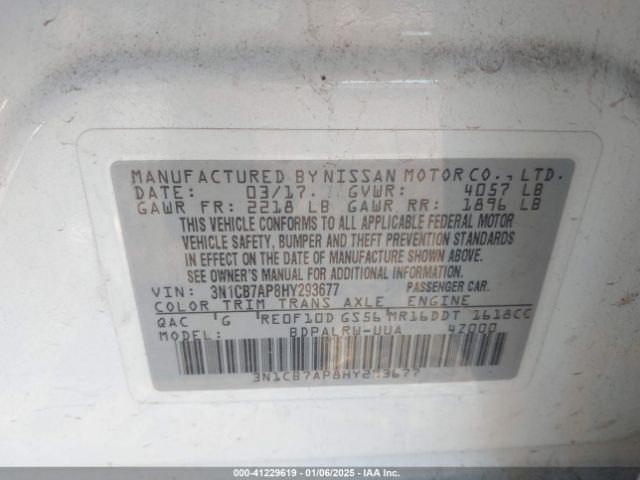 MANUFACTURED BY NISSAN MOTOR CO., LTD.
DATE: 03/17. GVWR: 4057 LB
GAWR FR: 2218 LB GAWR RR: 1896 LB
THIS VEHICLE CONFORMS TO ALL APPLICABLE FEDERAL MOTOR
VEHICLE SAFETY, BUMPER AND THEFT PREVENTION STANDARDS
IN EFFECT ON THE DATE OF MANUFACTURE SHOWN ABOVE.
SEE OWNER'S MANUAL FOR ADDITIONAL INFORMATION.
VIN: 3N1CB7AP8HY293677 PASSENGER CAR.
COLOR TRIM TRANS AXLE ENGINE
QAC G RE0F10D GS56 MR16DDT 1618CC
MODEL: BDPALRW-UUA 4Z000
3N1CB7AP8HY293677
000-41229619 - 01/06/2025 - IAA Inc.